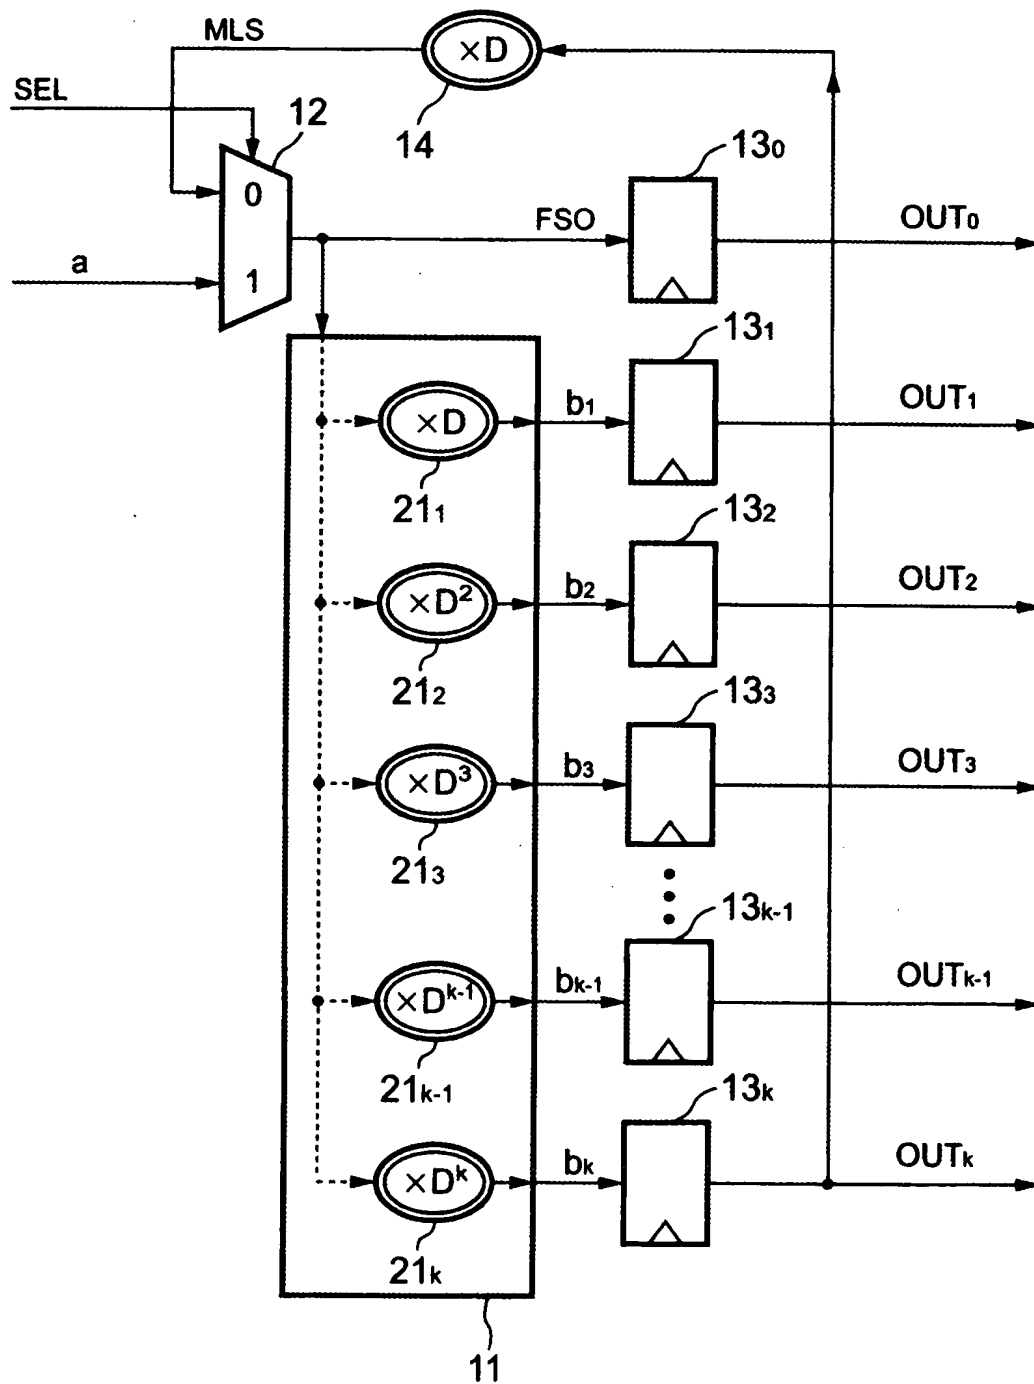 MLS
×D
SEL
12
14
13₀
0
FSO
OUT₀
a
1
13₁
×D
b₁
OUT₁
21₁
13₂
×D²
b₂
OUT₂
21₂
13₃
×D³
b₃
OUT₃
21₃
13ₖ₋₁
×Dᵏ⁻¹
bₖ₋₁
OUTₖ₋₁
21ₖ₋₁
13ₖ
×Dᵏ
bₖ
OUTₖ
21ₖ
11